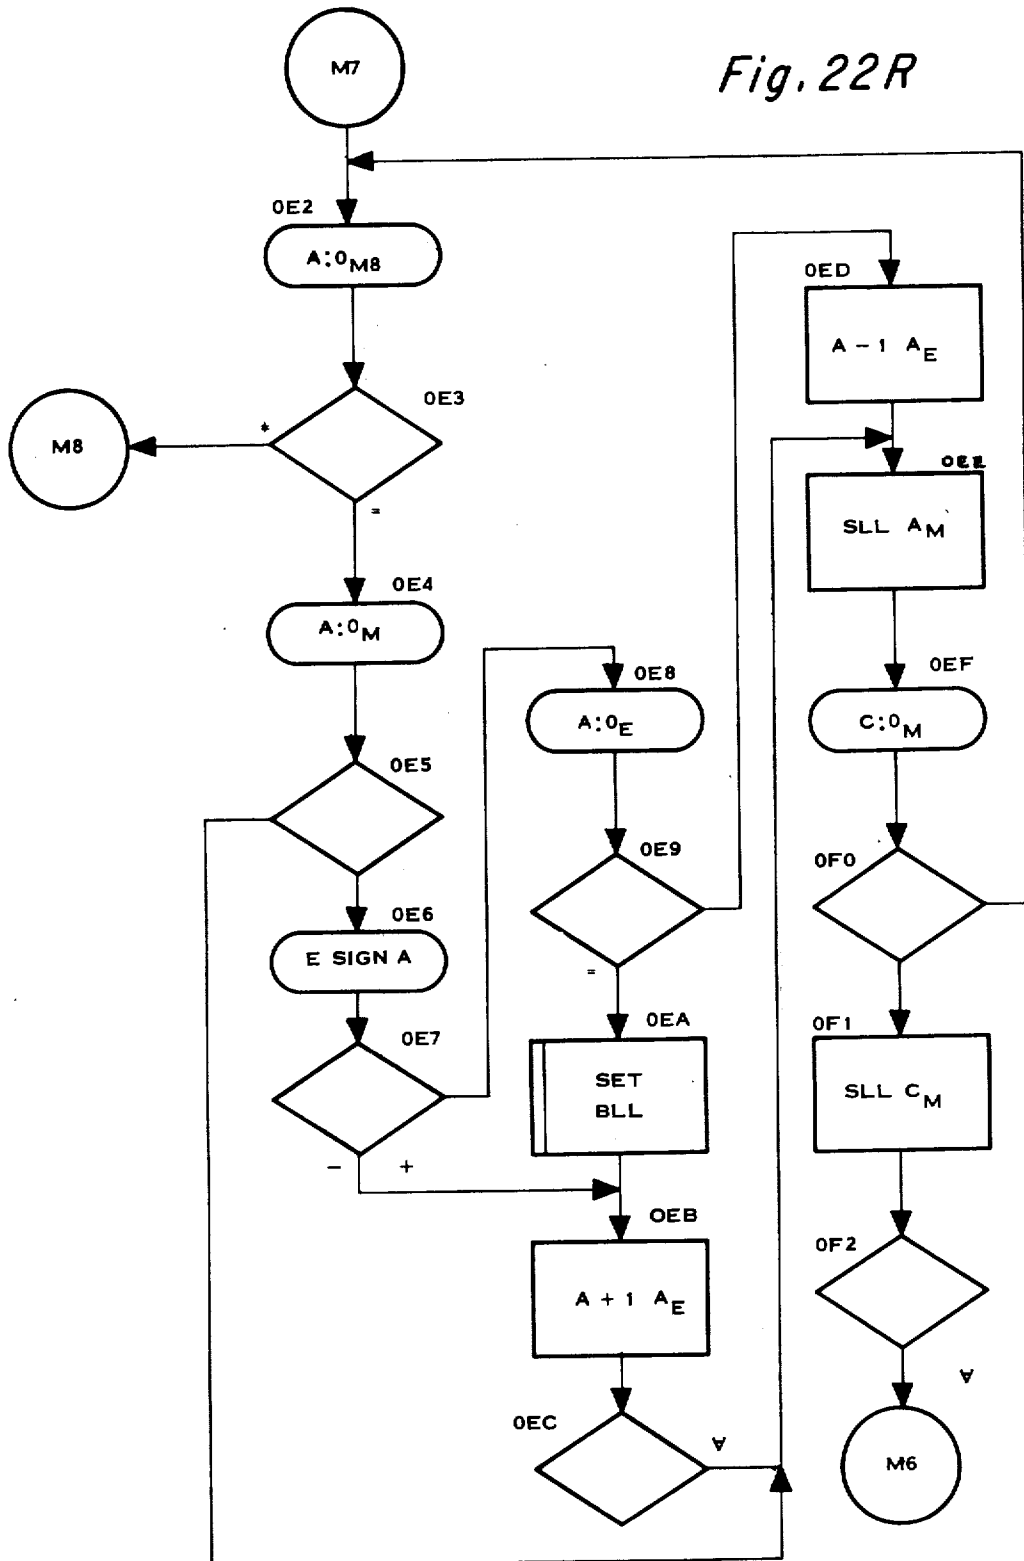 Fig. 22R
M7
0E2
A:0M8
0E3
*
M8
=
0E4
A:0M
0E5
0E6
E SIGN A
0E7
- +
0E8
A:0E
0E9
=
0EA
SET
BLL
0EB
A + 1 AE
0EC
∀
0ED
A - 1 AE
0EE
SLL AM
0EF
C:0M
0F0
0F1
SLL CM
0F2
∀
M6